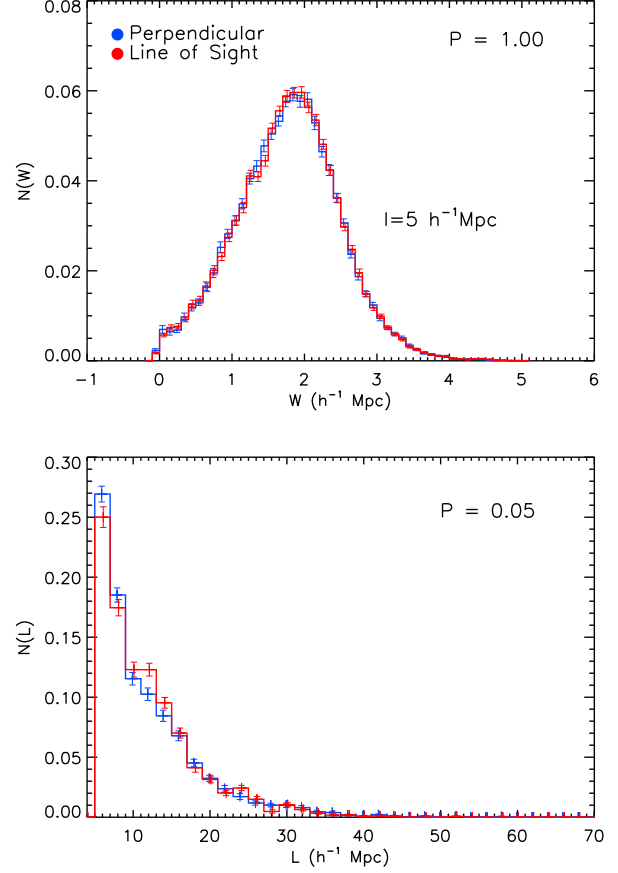 Perpendicular
Line of Sight
P = 1.00
l=5 h⁻¹Mpc
0.08
0.06
0.04
0.02
0.00
N(W)
-1 0 1 2 3 4 5 6
W (h⁻¹ Mpc)
P = 0.05
0.30
0.25
0.20
0.15
0.10
0.05
0.00
N(L)
10 20 30 40 50 60 70
L (h⁻¹ Mpc)